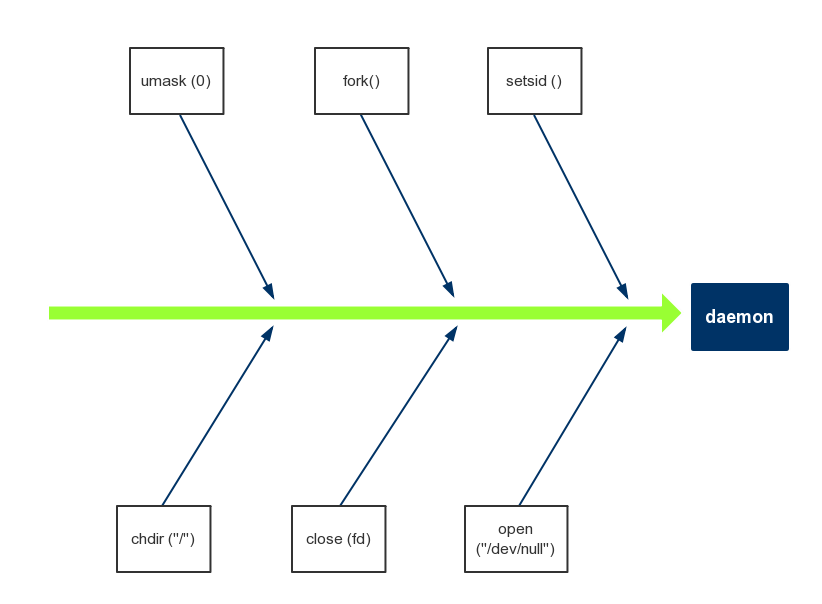 umask (0)
fork()
setsid ()
daemon
chdir ("/")
close (fd)
open
("/dev/null")